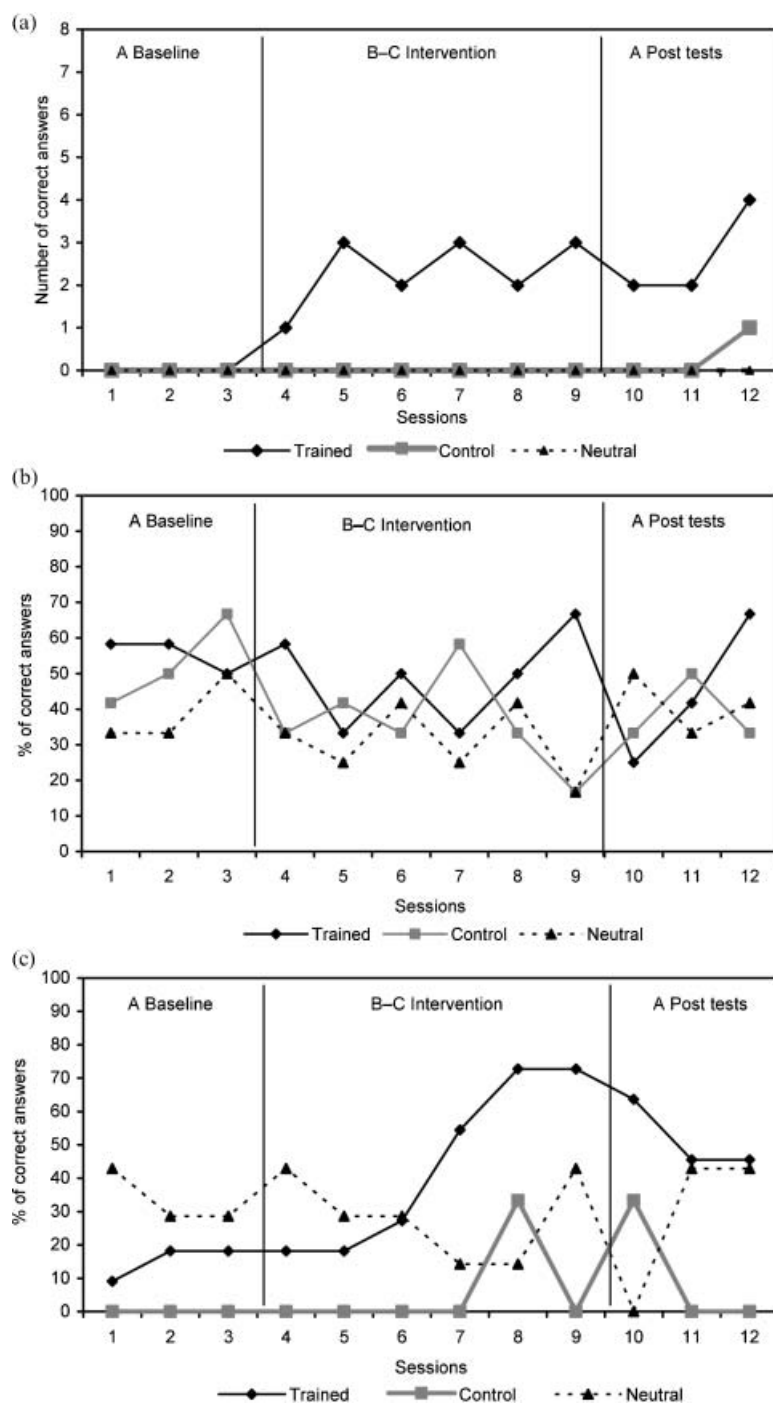 (a)
8
7
6
5
4
3
2
1
0
Number of correct answers
A Baseline
B–C Intervention
A Post tests
1 2 3 4 5 6 7 8 9 10 11 12
Sessions
Trained Control Neutral
(b)
100
90
80
70
60
50
40
30
20
10
0
% of correct answers
A Baseline
B–C Intervention
A Post tests
1 2 3 4 5 6 7 8 9 10 11 12
Sessions
Trained Control Neutral
(c)
100
90
80
70
60
50
40
30
20
10
0
% of correct answers
A Baseline
B–C Intervention
A Post tests
1 2 3 4 5 6 7 8 9 10 11 12
Sessions
Trained Control Neutral